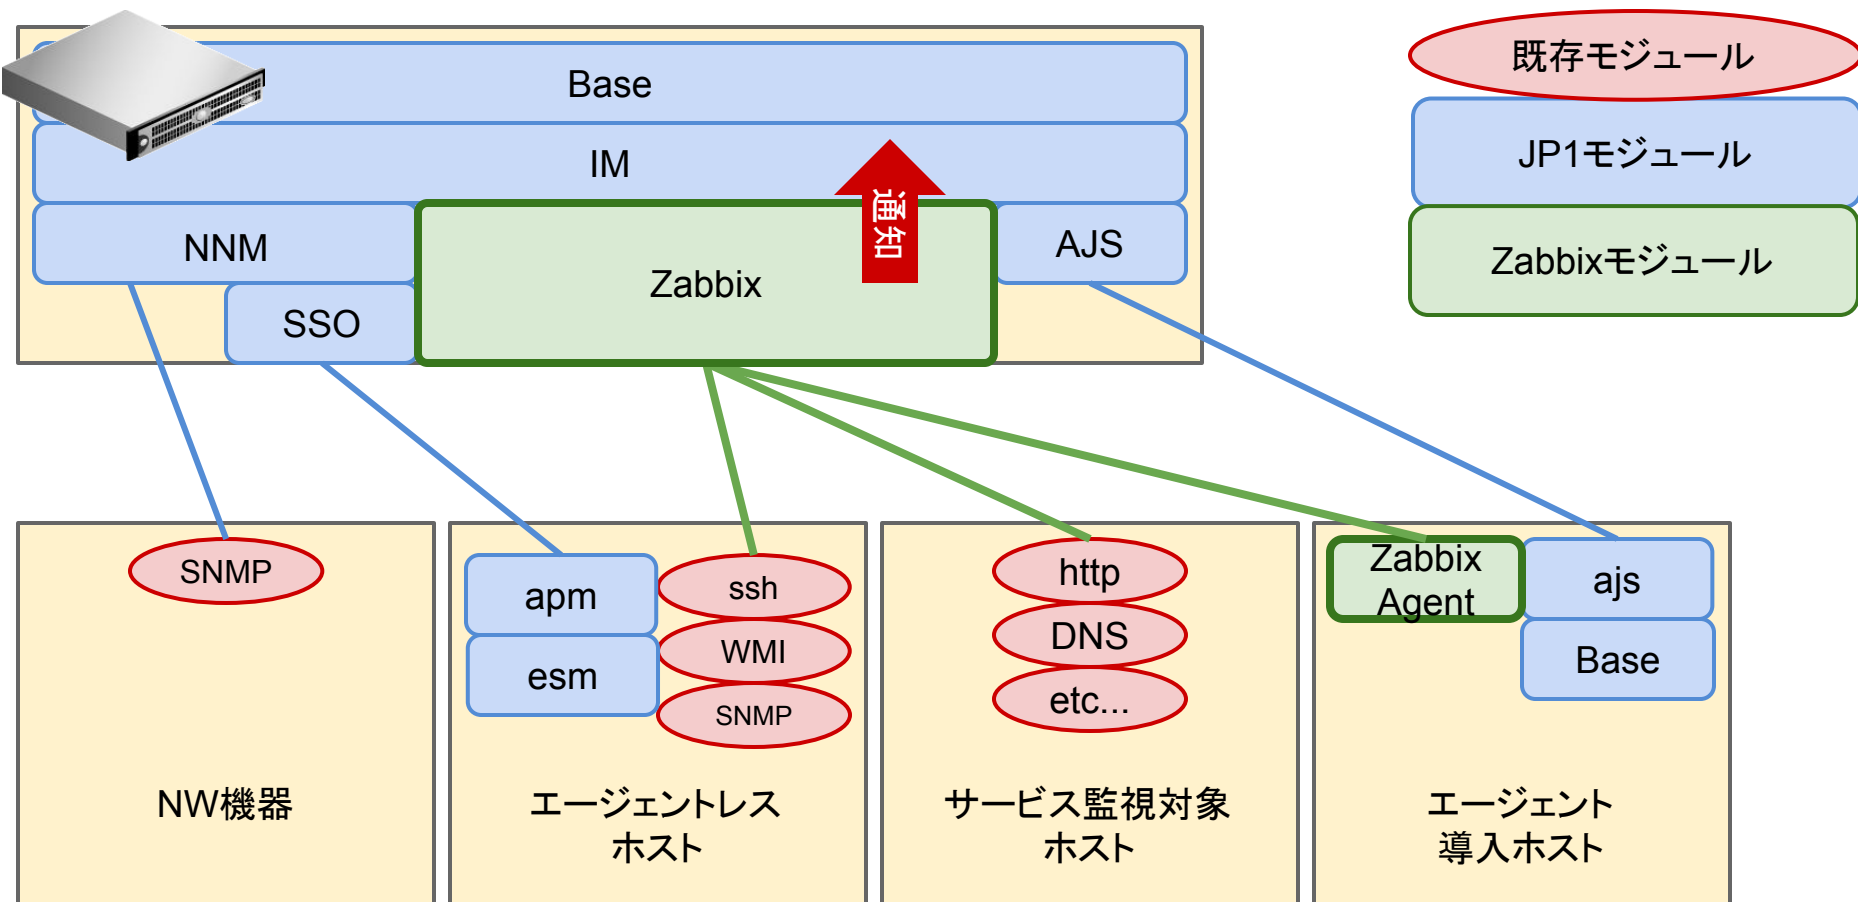 Base
IM
通知
NNM
Zabbix
AJS
SSO
既存モジュール
JP1モジュール
Zabbixモジュール
SNMP
NW機器
apm
esm
ssh
WMI
SNMP
エージェントレス
ホスト
http
DNS
etc...
サービス監視対象
ホスト
Zabbix
Agent
ajs
Base
エージェント
導入ホスト